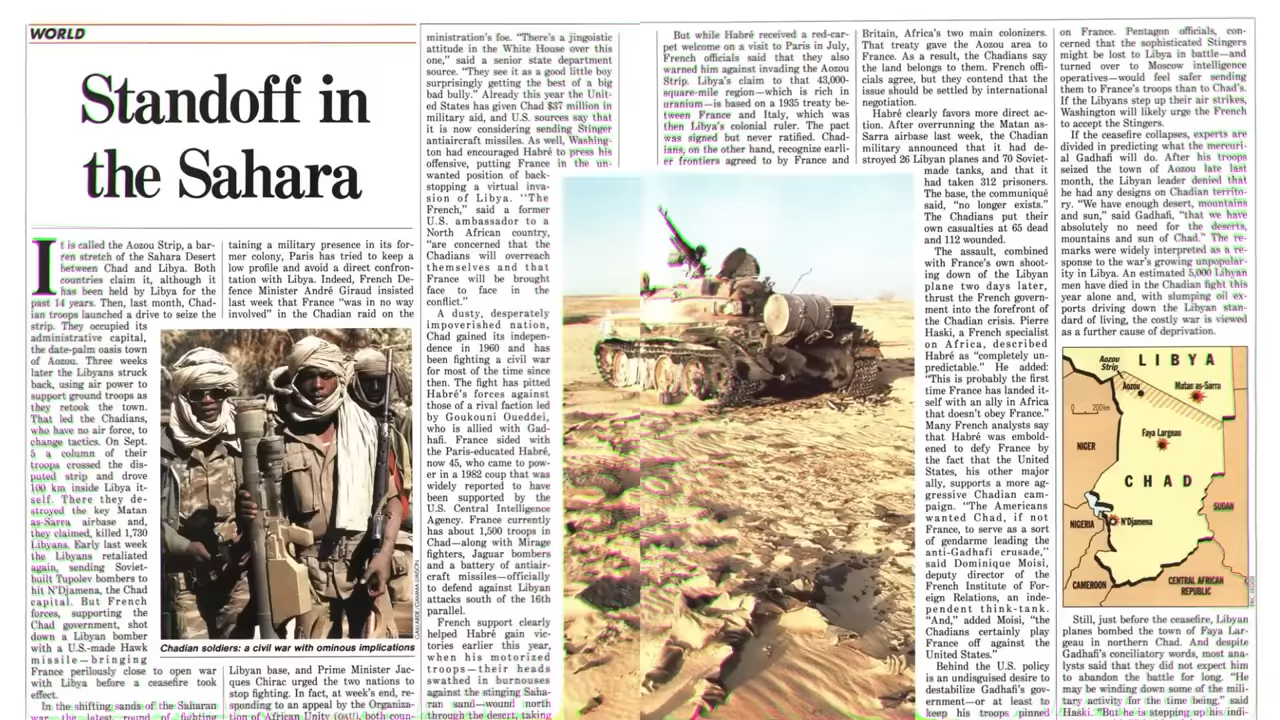 WORLD
Standoff in
the Sahara
It is called the Aozou Strip, a bar-
ren stretch of the Sahara Desert
between Chad and Libya. Both
countries claim it, although it
has been held by Libya for the
past 14 years. Then, last month, Chad-
ian troops launched a drive to seize the
strip. They occupied its
administrative capital,
the date-palm oasis town
of Aozou. Three weeks
later the Libyans struck
back, using air power to
support ground troops as
they retook the town.
That led the Chadians,
who have no air force, to
change tactics. On Sept.
5 a column of their
troops crossed the dis-
puted strip and drove
100 km inside Libya it-
self. There they de-
stroyed the key Matan
as-Sarra airbase and,
they claimed, killed 1,730
Libyans. Early last week
the Libyans retaliated
again, sending Soviet-
built Tupolev bombers to
hit N'Djamena, the Chad
capital. But French
forces, supporting the
Chad government, shot
down a Libyan bomber
with a U.S.-made Hawk
missile—bringing
France perilously close to open war
with Libya before a ceasefire took
effect.
In the shifting sands of the Saharan
war, the latest round of fighting
taining a military presence in its for-
mer colony, Paris has tried to keep a
low profile and avoid a direct confron-
tation with Libya. Indeed, French De-
fence Minister André Giraud insisted
last week that France "was in no way
involved" in the Chadian raid on the
GAILLARDE/GAMMA LIAISON
Chadian soldiers: a civil war with ominous implications
Libyan base, and Prime Minister Jac-
ques Chirac urged the two nations to
stop fighting. In fact, at week's end, re-
sponding to an appeal by the Organiza-
tion of African Unity (OAU), both coun-
ministration's foe. "There's a jingoistic
attitude in the White House over this
one," said a senior state department
source. "They see it as a good little boy
surprisingly getting the best of a big
bad bully." Already this year the Unit-
ed States has given Chad $37 million in
military aid, and U.S. sources say that
it is now considering sending Stinger
antiaircraft missiles. As well, Washing-
ton had encouraged Habré to press his
offensive, putting France in the un-
wanted position of back-
stopping a virtual inva-
sion of Libya. "The
French," said a former
U.S. ambassador to a
North African country,
"are concerned that the
Chadians will overreach
themselves and that
France will be brought
face to face in the
conflict."
A dusty, desperately
impoverished nation,
Chad gained its indepen-
dence in 1960 and has
been fighting a civil war
for most of the time since
then. The fight has pitted
Habré's forces against
those of a rival faction led
by Goukouni Oueddei,
who is allied with Gad-
hafi. France sided with
the Paris-educated Habré,
now 45, who came to pow-
er in a 1982 coup that was
widely reported to have
been supported by the
U.S. Central Intelligence
Agency. France currently
has about 1,500 troops in
Chad—along with Mirage
fighters, Jaguar bombers
and a battery of antiair-
craft missiles—officially
to defend against Libyan
attacks south of the 16th
parallel.
French support clearly
helped Habré gain vic-
tories earlier this year,
when his motorized
troops—their heads
swathed in burnouses
against the stinging Saha-
ran sand—wound north
through the desert, taking
But while Habré received a red-car-
pet welcome on a visit to Paris in July,
French officials said that they also
warned him against invading the Aozou
Strip. Libya's claim to that 43,000-
square-mile region—which is rich in
uranium—is based on a 1935 treaty be-
tween France and Italy, which was
then Libya's colonial ruler. The pact
was signed but never ratified. Chad-
ians, on the other hand, recognize earli-
er frontiers agreed to by France and
Britain, Africa's two main colonizers.
That treaty gave the Aozou area to
France. As a result, the Chadians say
the land belongs to them. French offi-
cials agree, but they contend that the
issue should be settled by international
negotiation.
Habré clearly favors more direct ac-
tion. After overrunning the Matan as-
Sarra airbase last week, the Chadian
military announced that it had de-
stroyed 26 Libyan planes and 70 Soviet-
made tanks, and that it
had taken 312 prisoners.
The base, the communiqué
said, "no longer exists."
The Chadians put their
own casualties at 65 dead
and 112 wounded.
The assault, combined
with France's own shoot-
ing down of the Libyan
plane two days later,
thrust the French govern-
ment into the forefront of
the Chadian crisis. Pierre
Haski, a French specialist
on Africa, described
Habré as "completely un-
predictable." He added:
"This is probably the first
time France has landed it-
self with an ally in Africa
that doesn't obey France."
Many French analysts say
that Habré was embold-
ened to defy France by
the fact that the United
States, his other major
ally, supports a more ag-
gressive Chadian cam-
paign. "The Americans
wanted Chad, if not
France, to serve as a sort
of gendarme leading the
anti-Gadhafi crusade,"
said Dominique Moisi,
deputy director of the
French Institute of For-
eign Relations, an inde-
pendent think-tank.
"And," added Moisi, "the
Chadians certainly play
France off against the
United States."
Behind the U.S. policy
is an undisguised desire to
destabilize Gadhafi's gov-
ernment—or at least to
keep his troops pinned
on France. Pentagon officials, con-
cerned that the sophisticated Stingers
might be lost to Libya in battle—and
turned over to Moscow intelligence
operatives—would feel safer sending
them to France's troops than to Chad's.
If the Libyans step up their air strikes,
Washington will likely urge the French
to accept the Stingers.
If the ceasefire collapses, experts are
divided in predicting what the mercuri-
al Gadhafi will do. After his troops
seized the town of Aozou late last
month, the Libyan leader denied that
he had any designs on Chadian territo-
ry. "We have enough desert, mountains
and sun," said Gadhafi, "that we have
absolutely no need for the deserts,
mountains and sun of Chad." The re-
marks were widely interpreted as a re-
sponse to the war's growing unpopular-
ity in Libya. An estimated 5,000 Libyan
men have died in the Chadian fight this
year alone and, with slumping oil ex-
ports driving down the Libyan stan-
dard of living, the costly war is viewed
as a further cause of deprivation.
Aozou
Strip
LIBYA
Aozou
Matan as-Sarra
0 200km
Faya Largeau
NIGER
CHAD
SUDAN
NIGERIA
N'Djamena
CAMEROON
CENTRAL AFRICAN
REPUBLIC
Still, just before the ceasefire, Libyan
planes bombed the town of Faya Lar-
geau in northern Chad. And despite
Gadhafi's conciliatory words, most ana-
lysts said that they did not expect him
to abandon the battle for long. "He
may be winding down some of the mili-
tary activity for the time being," said
Haski. "But he is stepping up his indi-